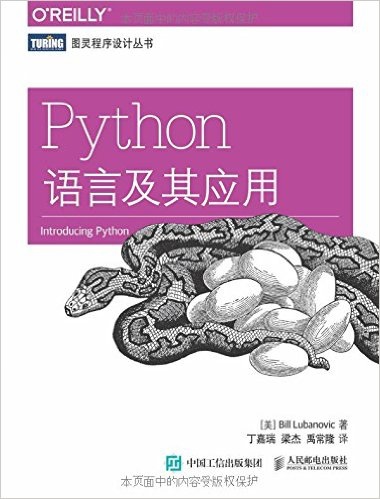 O'REILLY®
本页面中的内容受版权保护
TURING 图灵程序设计丛书
Python
语言及其应用
Introducing Python
[美] Bill Lubanovic 著
丁嘉瑞 梁杰 禹常隆 译
中国工信出版集团
人民邮电出版社
POSTS & TELECOM PRESS
本页面中的内容受版权保护